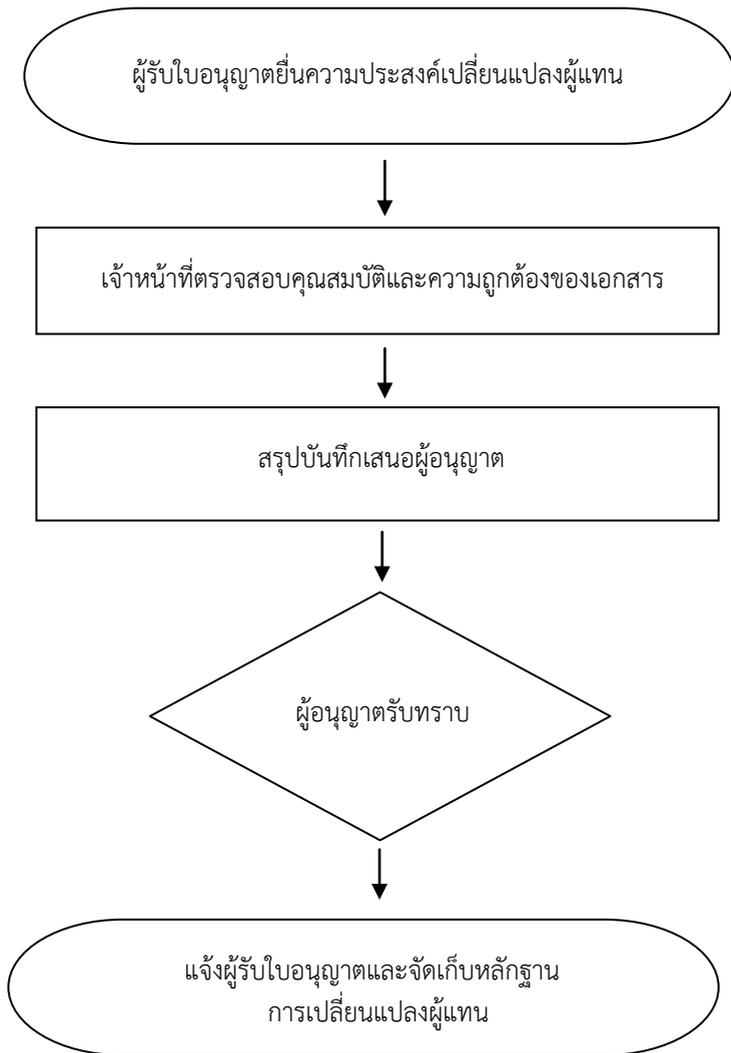 ผู้รับใบอนุญาตยื่นความประสงค์เปลี่ยนแปลงผู้แทน
เจ้าหน้าที่ตรวจสอบคุณสมบัติและความถูกต้องของเอกสาร
สรุปบันทึกเสนอผู้อนุญาต
ผู้อนุญาตรับทราบ
แจ้งผู้รับใบอนุญาตและจัดเก็บหลักฐาน
การเปลี่ยนแปลงผู้แทน